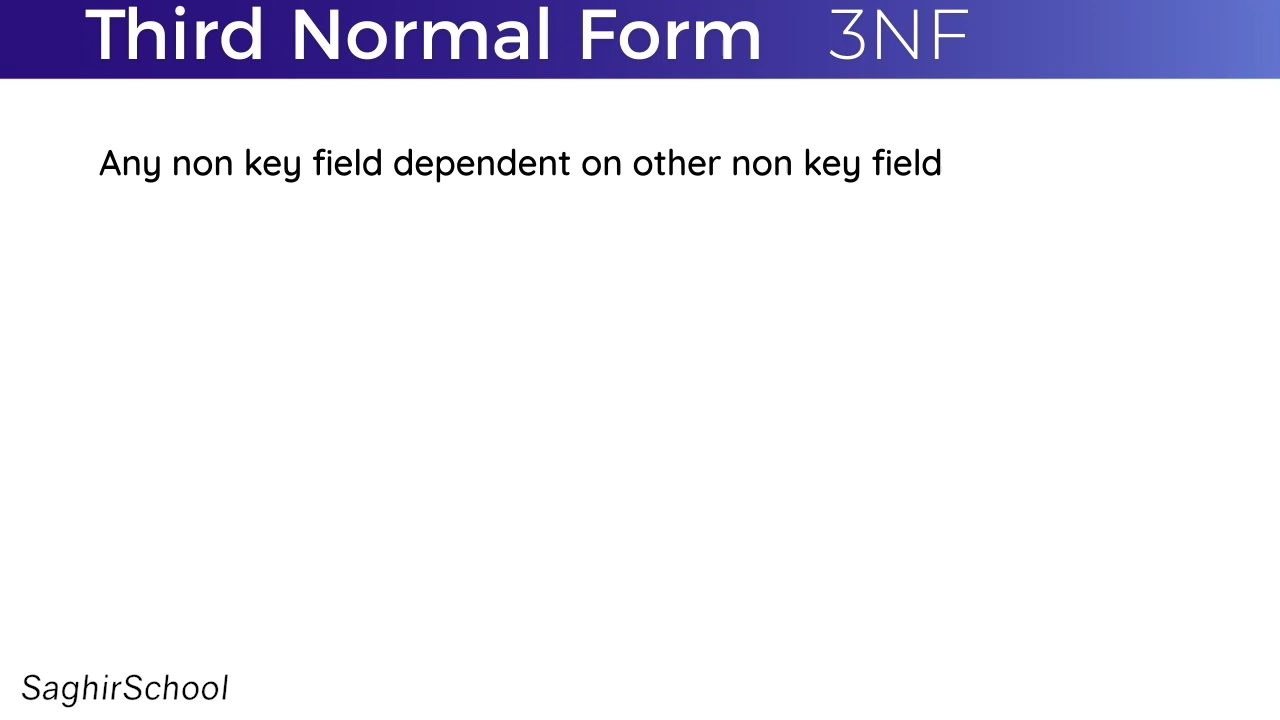 Third Normal Form 3NF
Any non key field dependent on other non key field
SaghirSchool